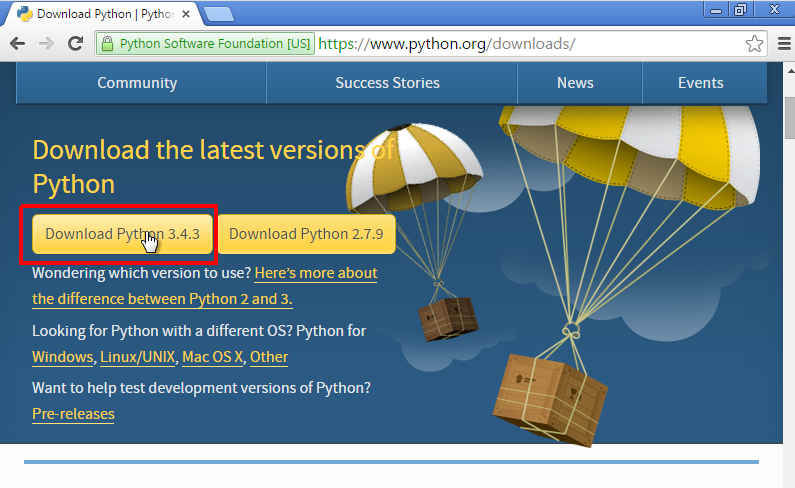 Download Python | Pythor
Python Software Foundation [US]
https://www.python.org/downloads/
Community
Success Stories
News
Events
Download the latest versions of
Python
Download Python 3.4.3
Download Python 2.7.9
Wondering which version to use? Here's more about
the difference between Python 2 and 3.
Looking for Python with a different OS? Python for
Windows, Linux/UNIX, Mac OS X, Other
Want to help test development versions of Python?
Pre-releases